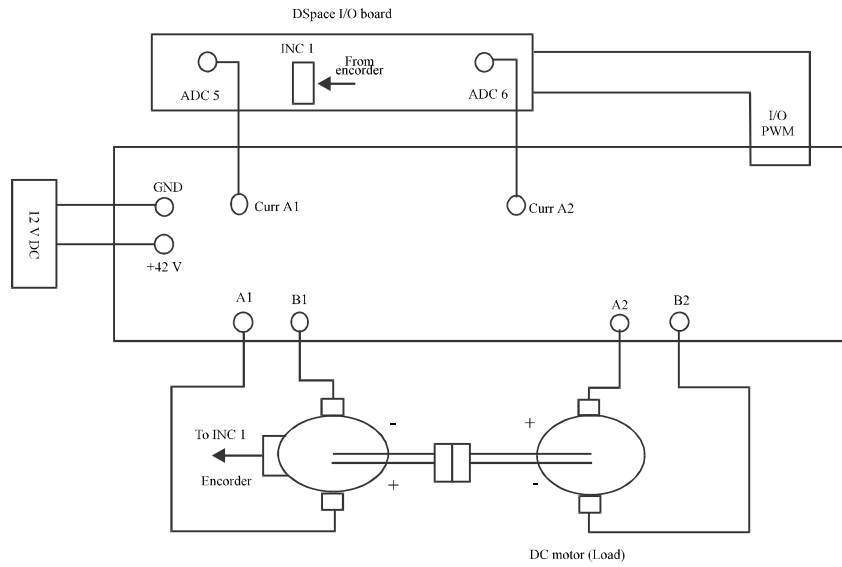 DSpace I/O board
INC 1
From
encorder
ADC 5
ADC 6
I/O
PWM
12 V DC
GND
+42 V
Curr A1
Curr A2
A1
B1
A2
B2
-
+
To INC 1
Encorder
+
-
DC motor (Load)